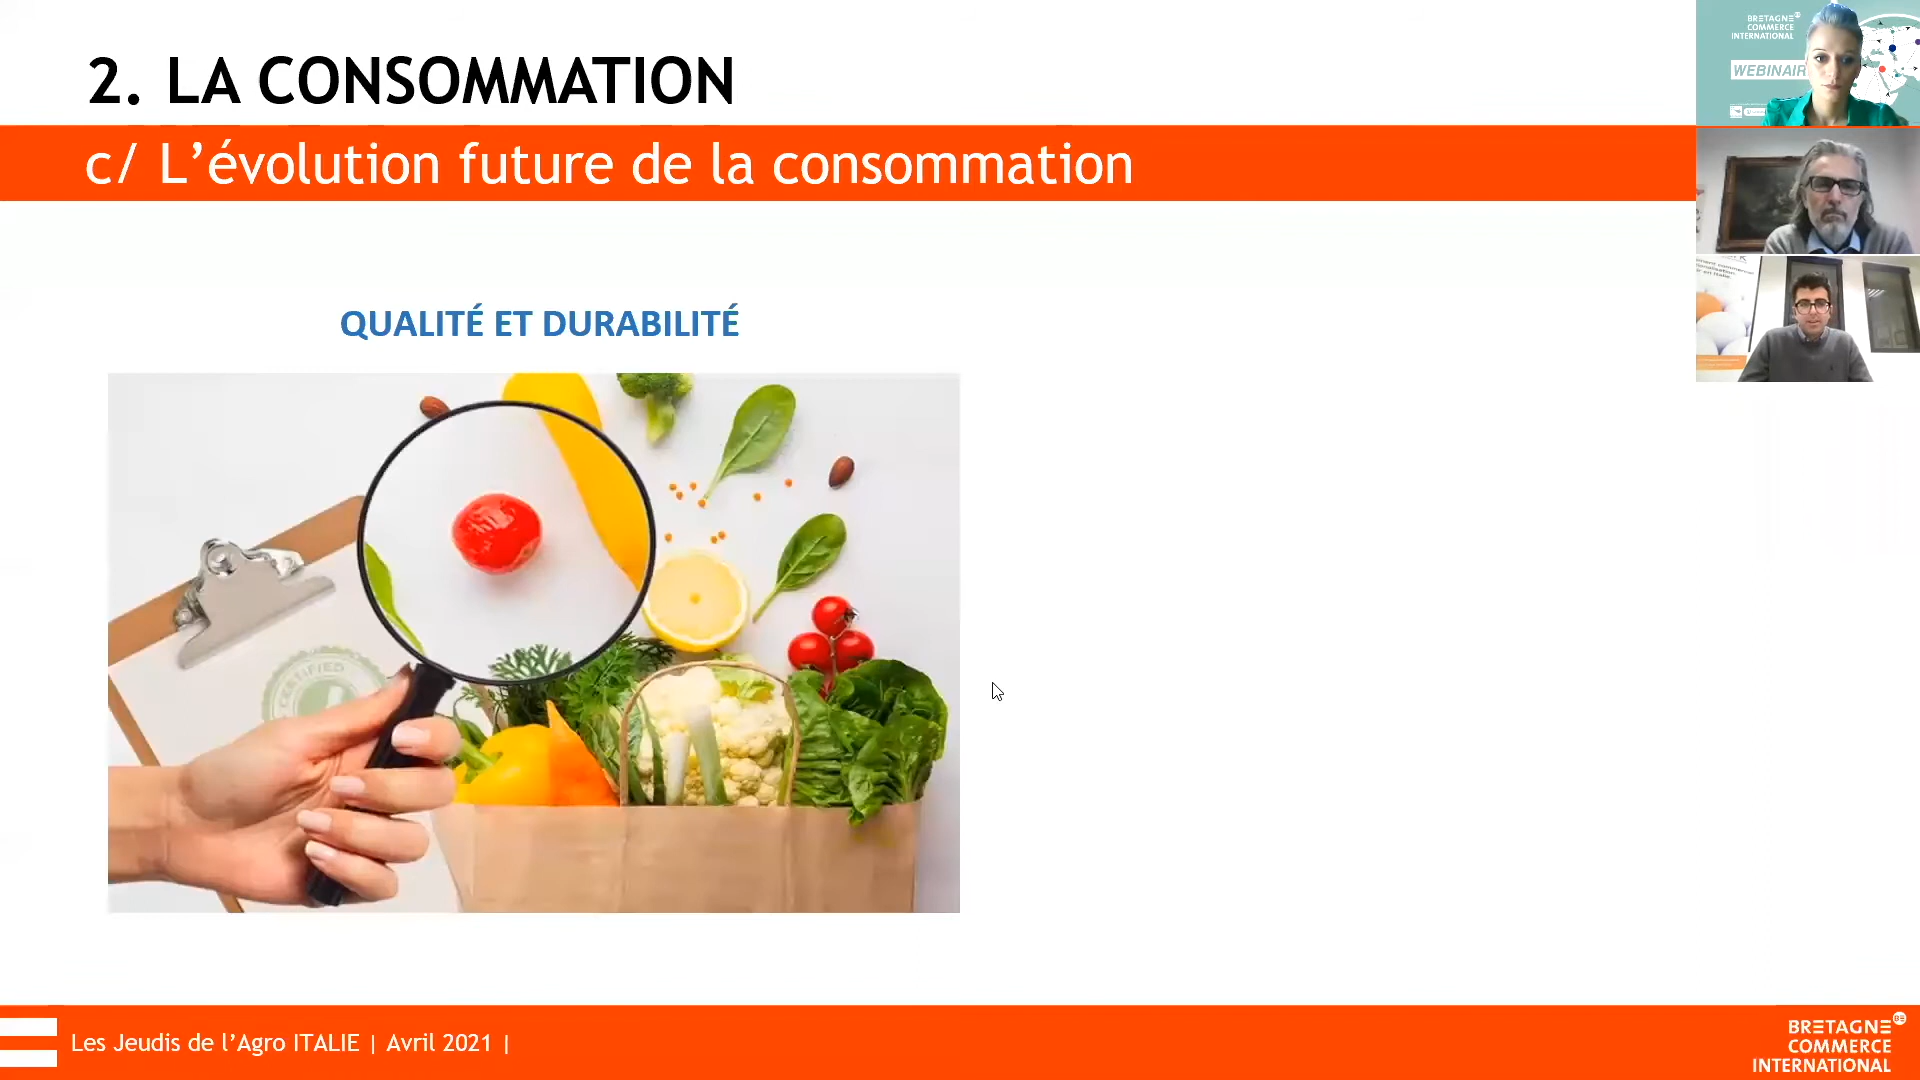 2. LA CONSOMMATION
c/ L’évolution future de la consommation
QUALITÉ ET DURABILITÉ
CERTIFIED
Les Jeudis de l’Agro ITALIE | Avril 2021 |
BRETAGNE
COMMERCE
INTERNATIONAL
BRETAGNE
COMMERCE
INTERNATIONAL
WEBINAIR